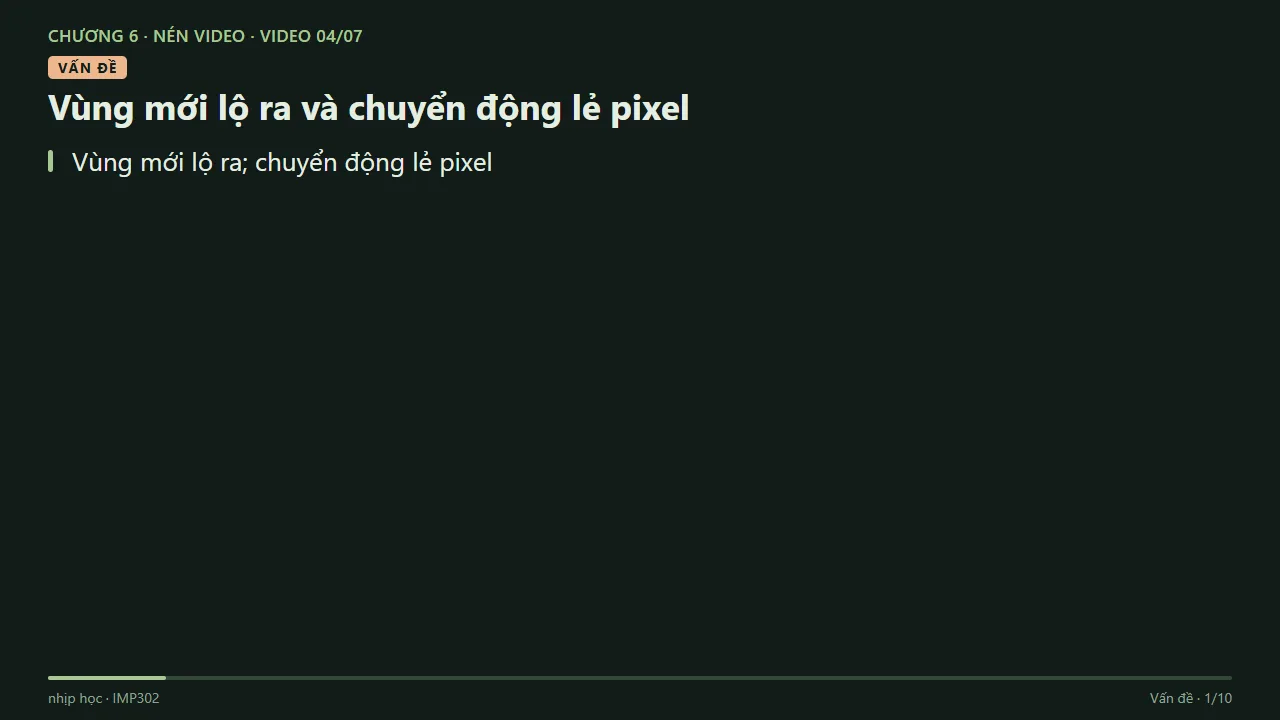 CHƯƠNG 6 · NÉN VIDEO · VIDEO 04/07
VẤN ĐỀ
Vùng mới lộ ra và chuyển động lẻ pixel
Vùng mới lộ ra; chuyển động lẻ pixel
nhịp học · IMP302
Vấn đề · 1/10